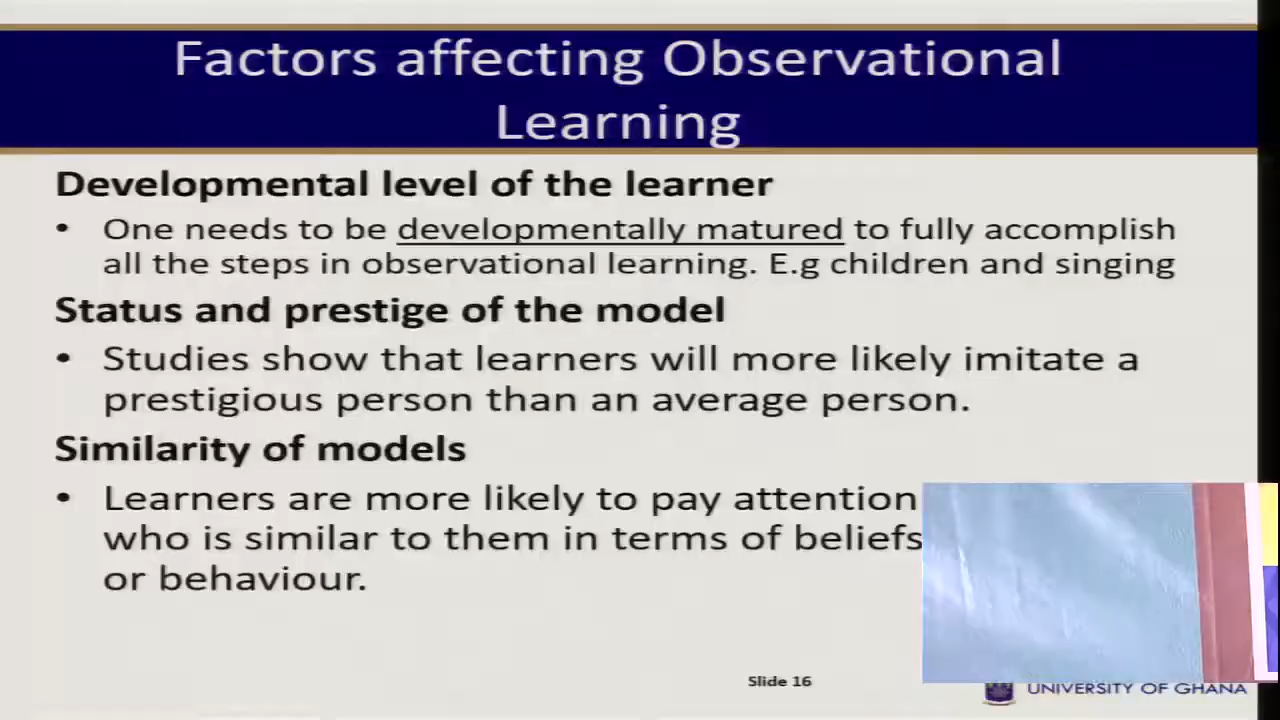 Factors affecting Observational
Learning
Developmental level of the learner
• One needs to be developmentally matured to fully accomplish
all the steps in observational learning. E.g children and singing
Status and prestige of the model
• Studies show that learners will more likely imitate a
prestigious person than an average person.
Similarity of models
• Learners are more likely to pay attention
who is similar to them in terms of beliefs
or behaviour.
Slide 16
UNIVERSITY OF GHANA